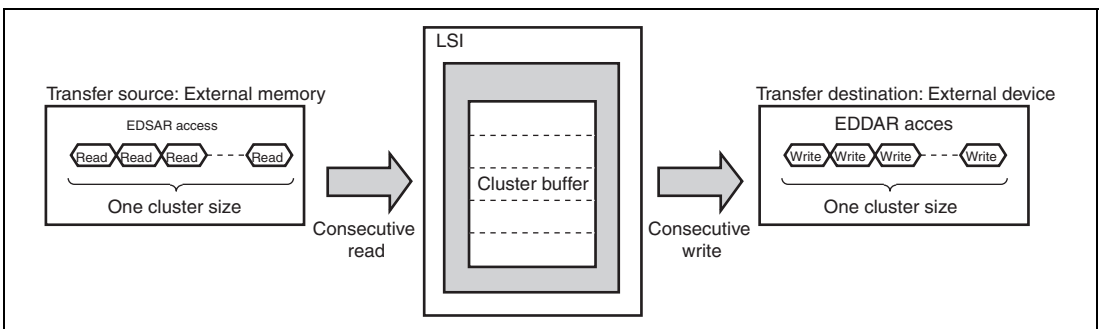 LSI
Transfer source: External memory
EDSAR access
Read Read Read Read
One cluster size
Consecutive
read
Cluster buffer
Consecutive
write
Transfer destination: External device
EDDAR acces
Write Write Write Write
One cluster size